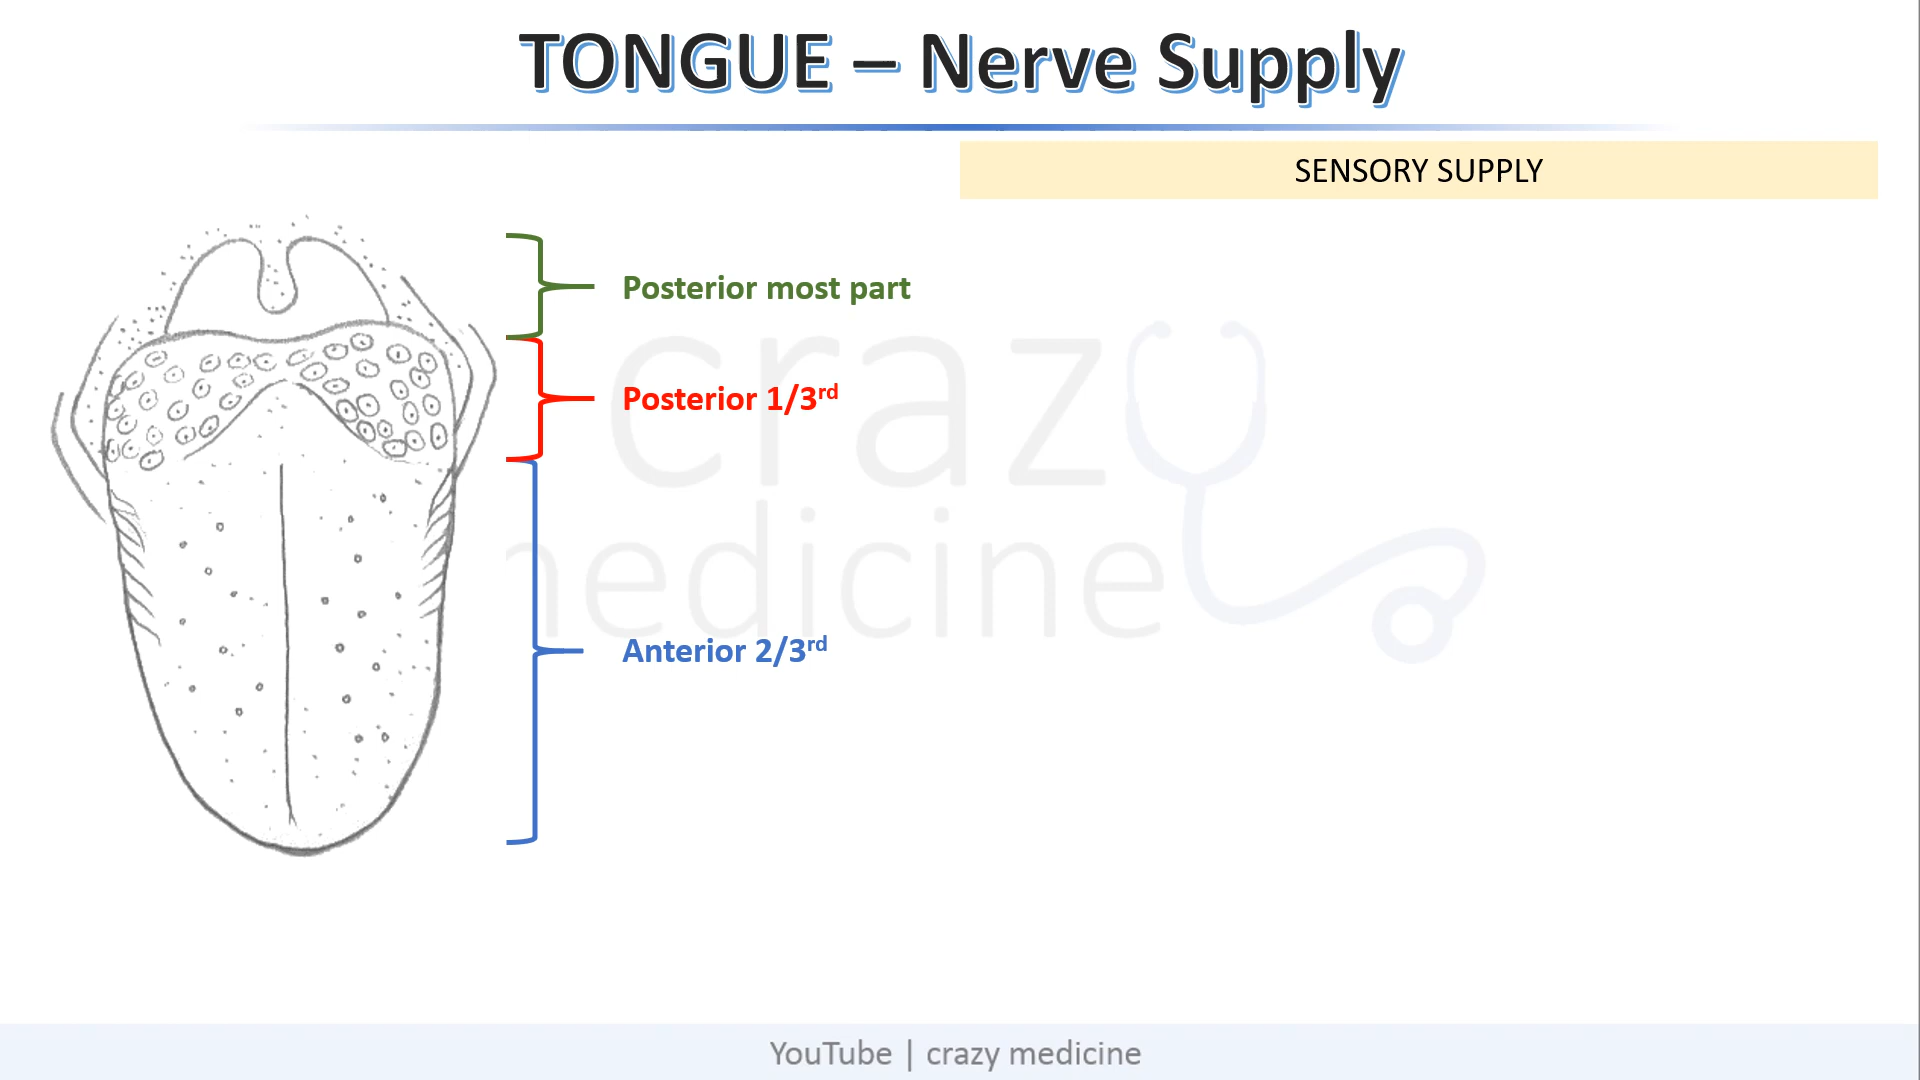 TONGUE – Nerve Supply
SENSORY SUPPLY
Posterior most part
Posterior 1/3rd
Anterior 2/3rd
crazy
medicine
YouTube | crazy medicine